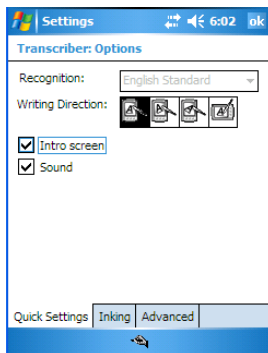 Settings 6:02 ok
Transcriber: Options
Recognition: English Standard
Writing Direction:
Intro screen
Sound
Quick Settings Inking Advanced